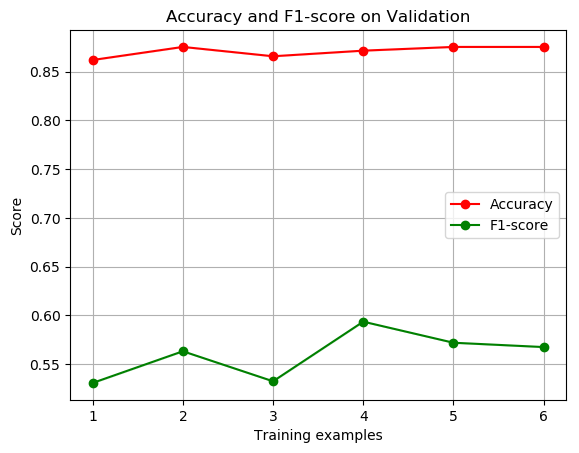 Accuracy and F1-score on Validation
Score
0.85
0.80
0.75
0.70
0.65
0.60
0.55
Accuracy
F1-score
1 2 3 4 5 6
Training examples